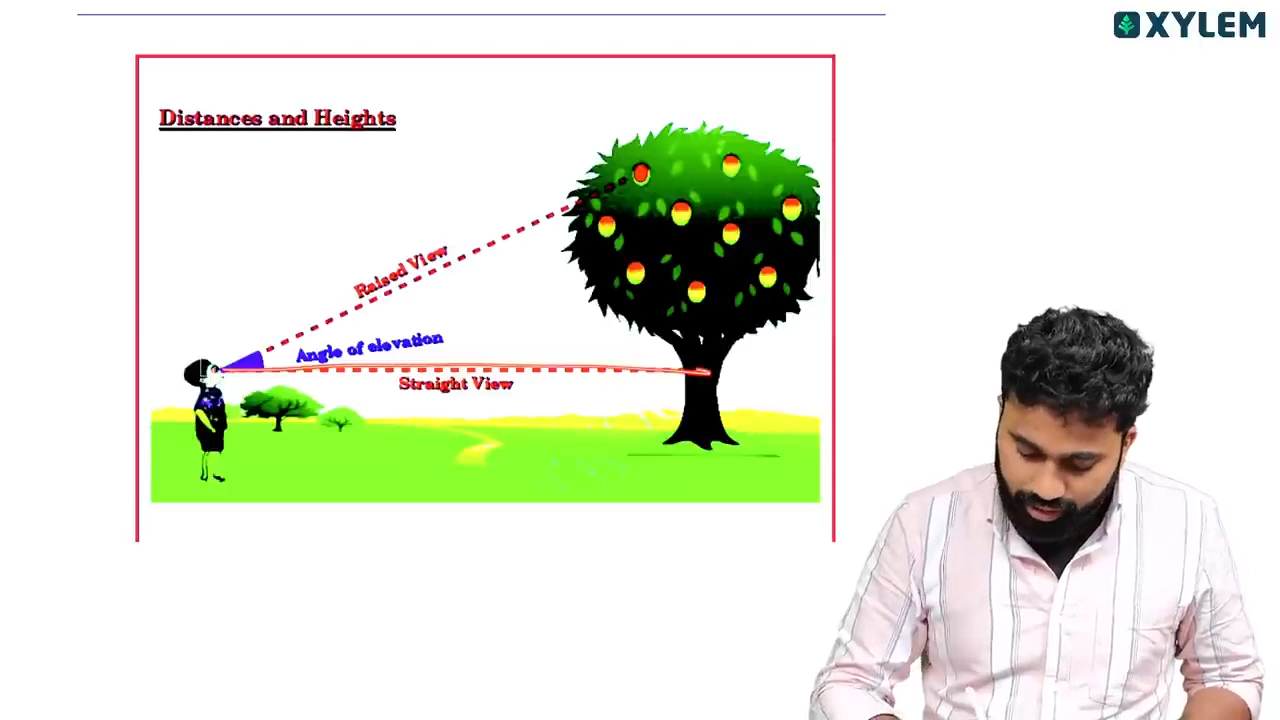 XYLEM
Distances and Heights
Raised View
Angle of elevation
Straight View